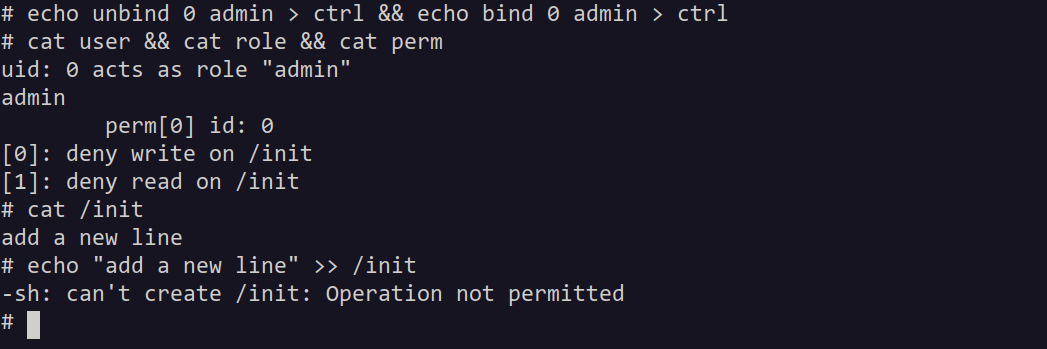 # echo unbind 0 admin > ctrl && echo bind 0 admin > ctrl
# cat user && cat role && cat perm
uid: 0 acts as role "admin"
admin
        perm[0] id: 0
[0]: deny write on /init
[1]: deny read on /init
# cat /init
add a new line
# echo "add a new line" >> /init
-sh: can't create /init: Operation not permitted
#